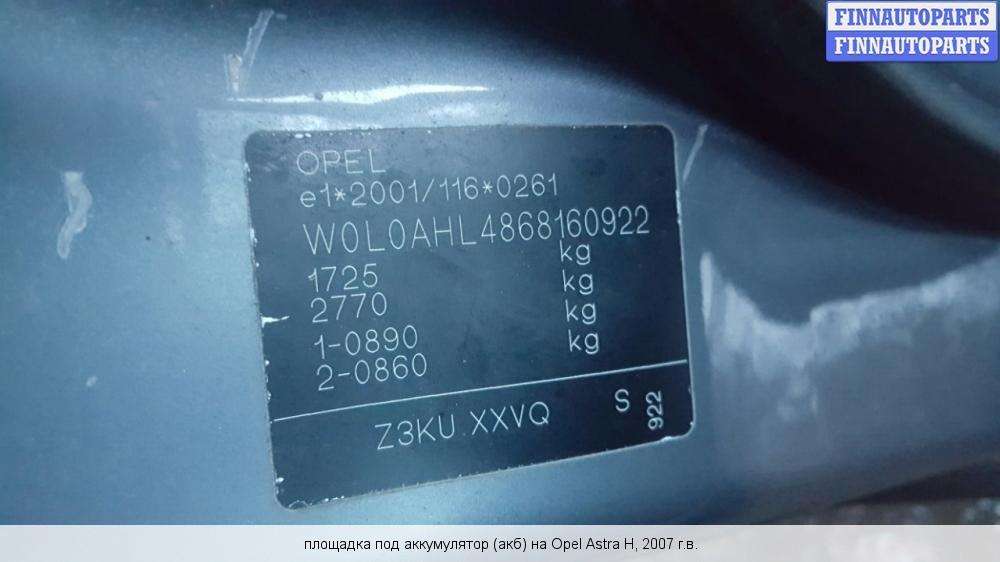 FINNAUTOPARTS
FINNAUTOPARTS
OPEL
e1*2001/116*0261
W0L0AHL4868160922
1725 kg
2770 kg
1-0890 kg
2-0860 kg
Z3KU XXVQ S 922
площадка под аккумулятор (акб) на Opel Astra H, 2007 г.в.